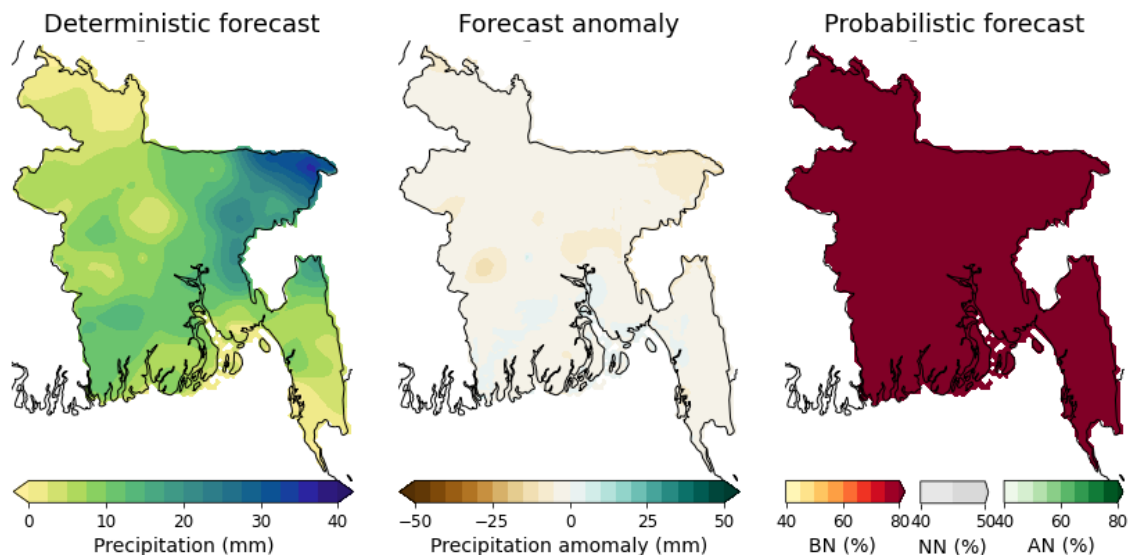 Deterministic forecast
Forecast anomaly
Probabilistic forecast
0 10 20 30 40
Precipitation (mm)
−50 −25 0 25 50
Precipitation amomaly (mm)
40 60 80
BN (%)
40 50
NN (%)
40 60 80
AN (%)